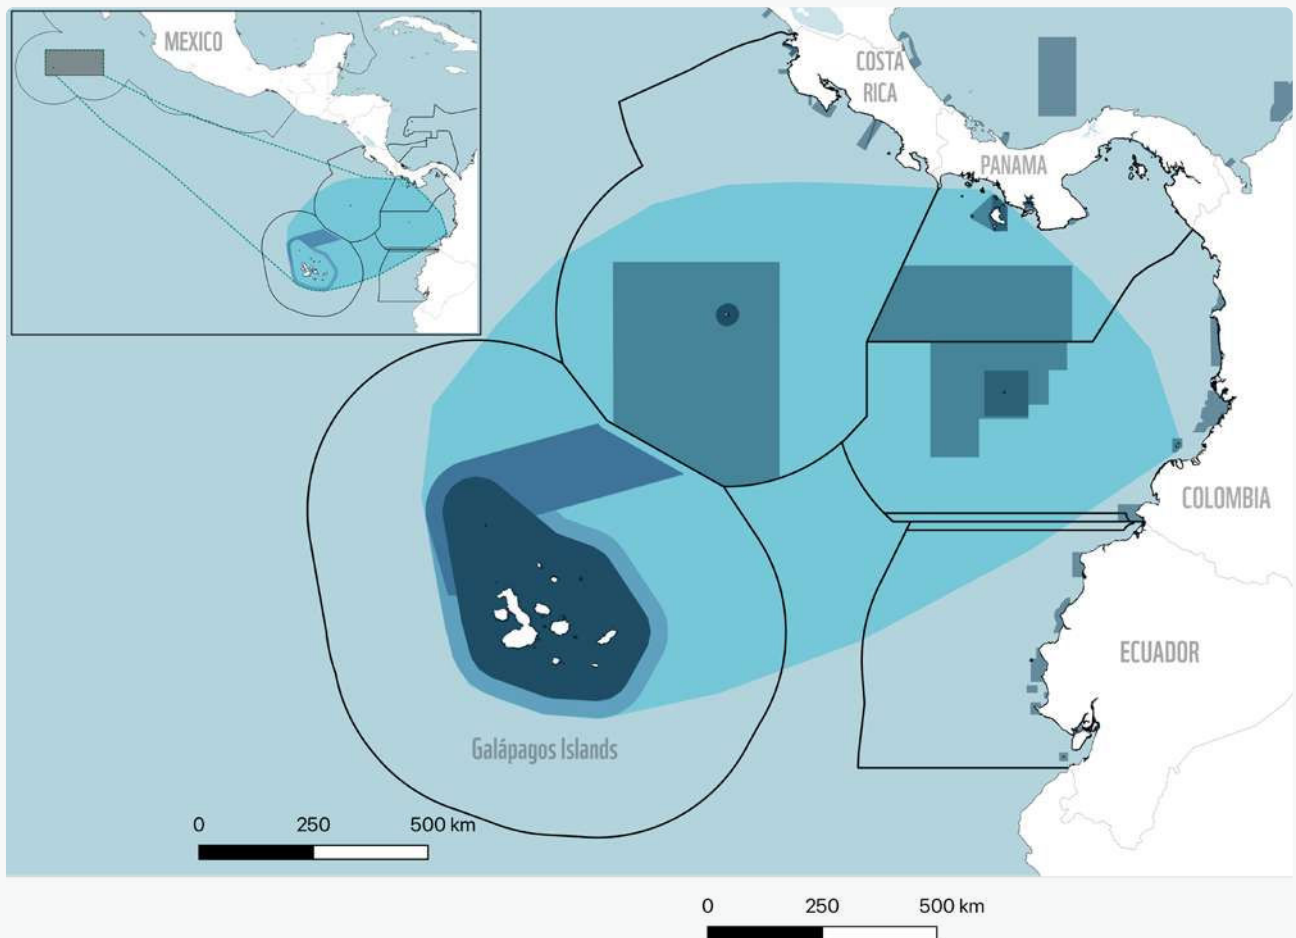 MEXICO
COSTA
RICA
PANAMA
COLOMBIA
ECUADOR
Galápagos Islands
0 250 500 km
0 250 500 km